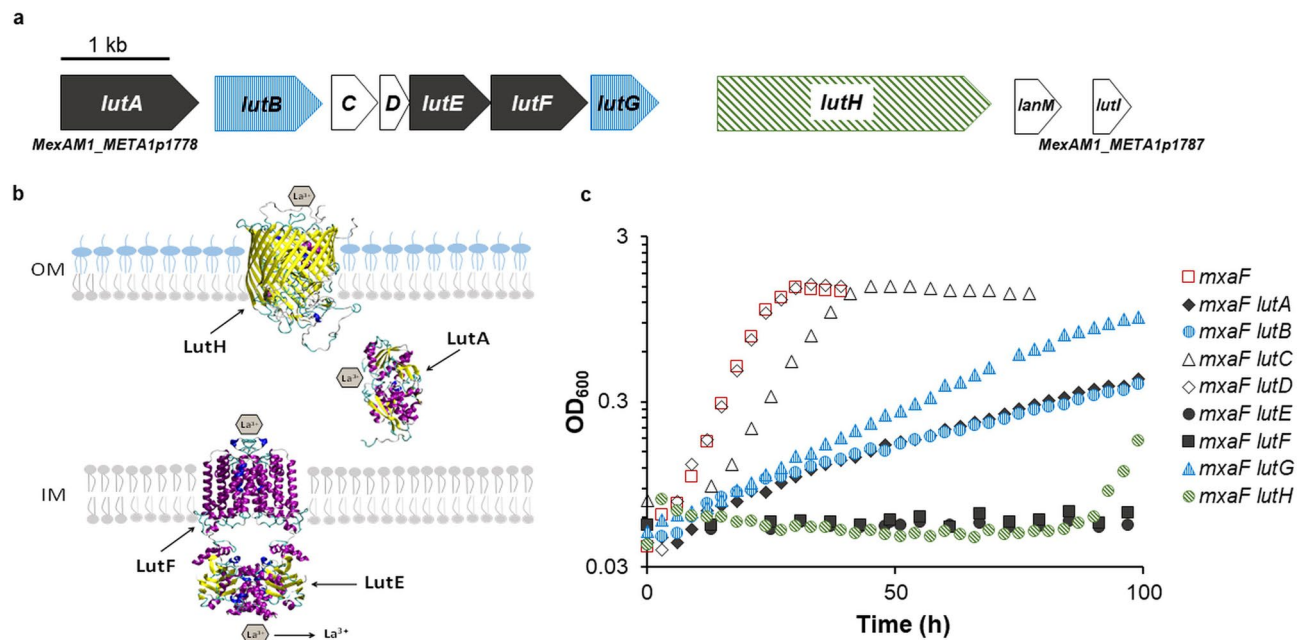 a
1 kb
lutA lutB C D lutE lutF lutG lutH lanM lutI
MexAM1_META1p1778 MexAM1_META1p1787
b
La³⁺
OM
LutH
LutA
La³⁺
La³⁺
IM
LutF
LutE
La³⁺ La³⁺
c
3
0.3
0.03
OD600
0 50 100
Time (h)
mxaF
mxaF lutA
mxaF lutB
mxaF lutC
mxaF lutD
mxaF lutE
mxaF lutF
mxaF lutG
mxaF lutH